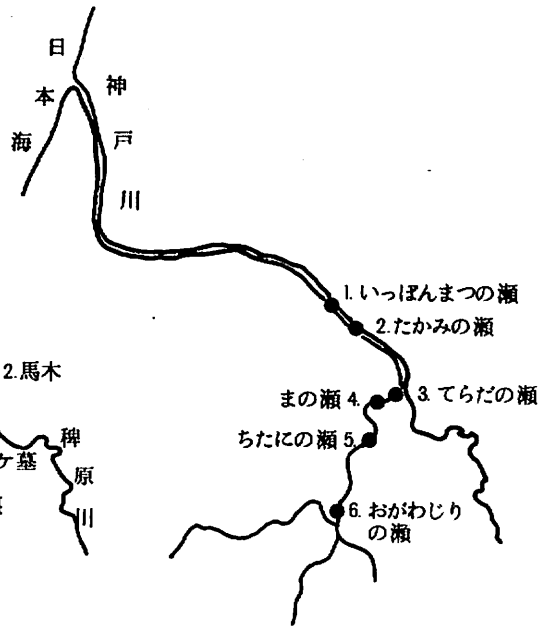 日本海
神戸川
1. いっぽんまつの瀬
2. たかみの瀬
3. てらだの瀬
まの瀬 4.
ちたにの瀬 5.
6. おがわじり
の瀬
2. 馬木
ケ墓
稗原川